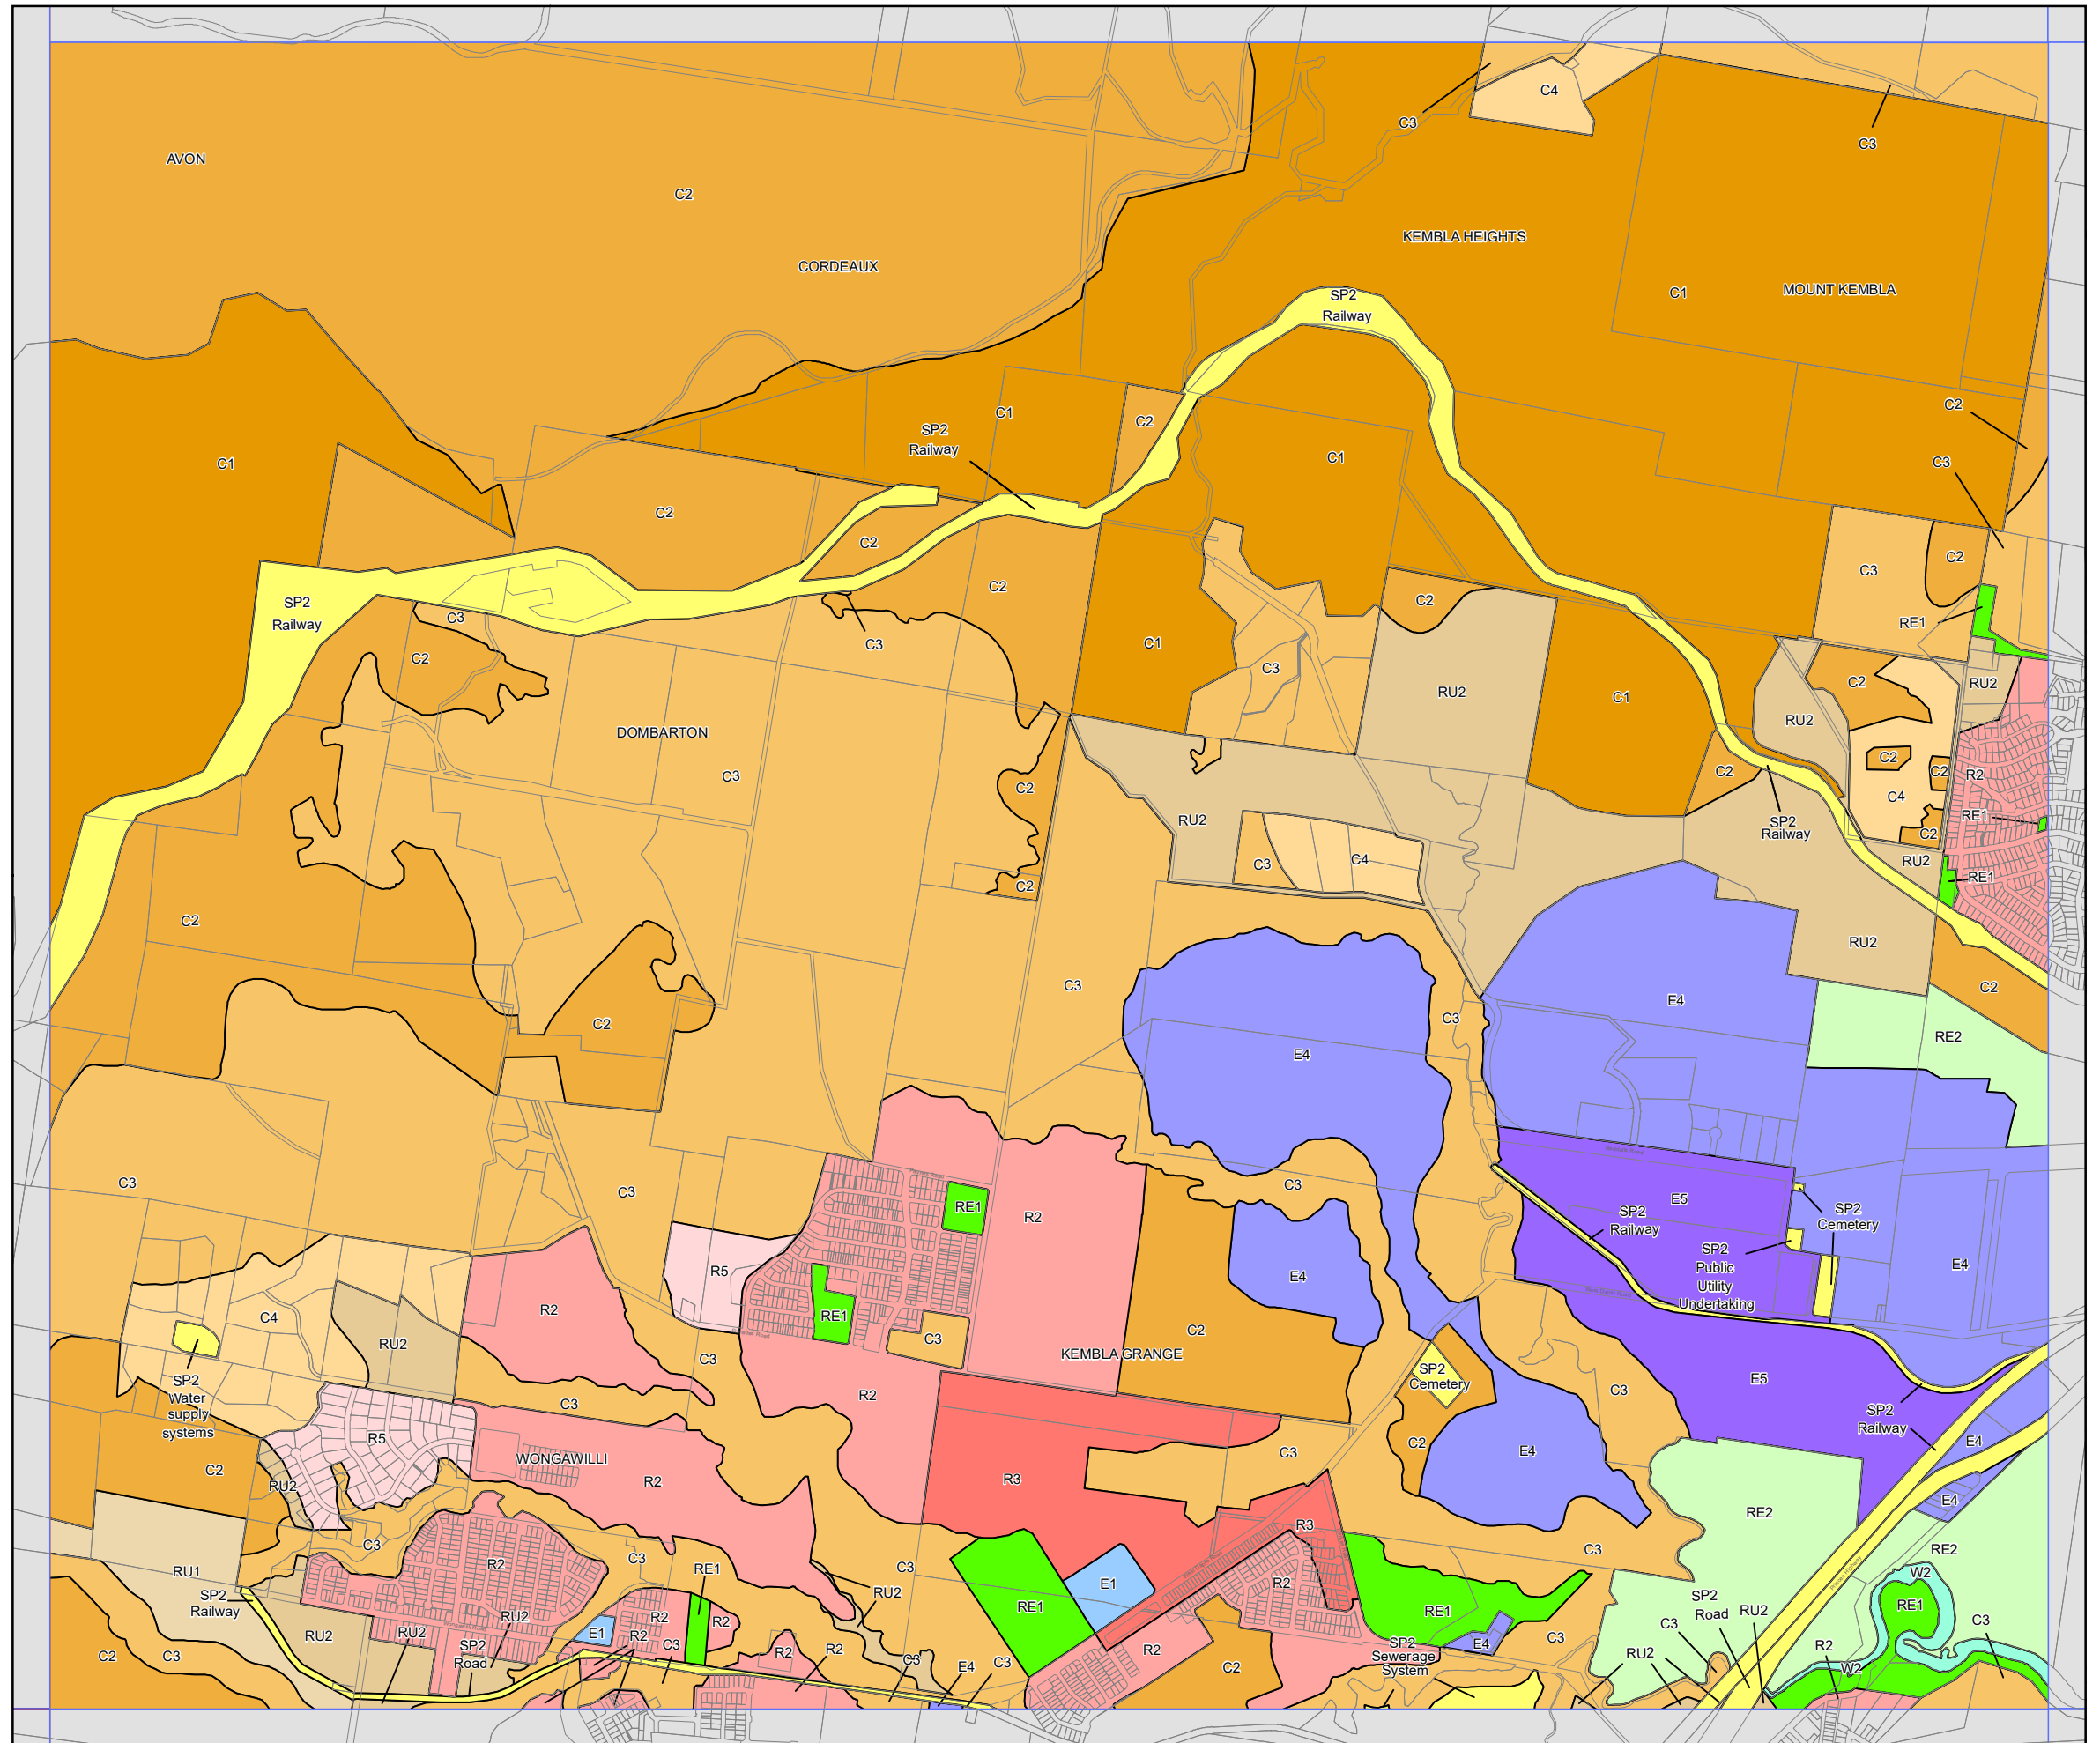 C4
C3
C3
AVON
C2
KEMBLA HEIGHTS
CORDEAUX
MOUNT KEMBLA
C1
SP2
Railway
C2
C1
C2
SP2
Railway
C1
C1
C3
C2
C2
C2
C3
C2
C2
C2
SP2
Railway
C3
RE1
C3
C1
C2
C3
RU2
C2
RU2
C1
RU2
DOMBARTON
C3
C2
C2
C2
R2
C2
C4
RU2
RE1
SP2
Railway
C2
C3
C4
RU2
RE1
C2
C2
RU2
C3
C2
E4
C3
C2
RE2
E4
C3
C3
C3
E5
RE1
R2
SP2
Railway
SP2
Cemetery
SP2
Public
Utility
Undertaking
R5
E4
E4
R2
C4
RE1
C2
RU2
C3
KEMBLA GRANGE
C3
SP2
Cemetery
SP2
Water
supply
systems
R2
C3
E5
C3
SP2
Railway
R5
C2
E4
C3
E4
WONGAWILLI
C2
R2
R3
RU2
E4
RE2
R3
C3
RE2
R2
C3
C3
C3
RU1
RE1
E1
R2
W2
SP2
Railway
RU2
RE1
RE1
RE1
SP2
Road
RU2
R2
RU2
R2
C3
C3
RU2
RU2
E1
R2
C3
E4
C3
SP2
Road
R2
R2
R2
SP2
Sewerage
System
RU2
R2
C2
C3
C3
E4
C3
C2
W2